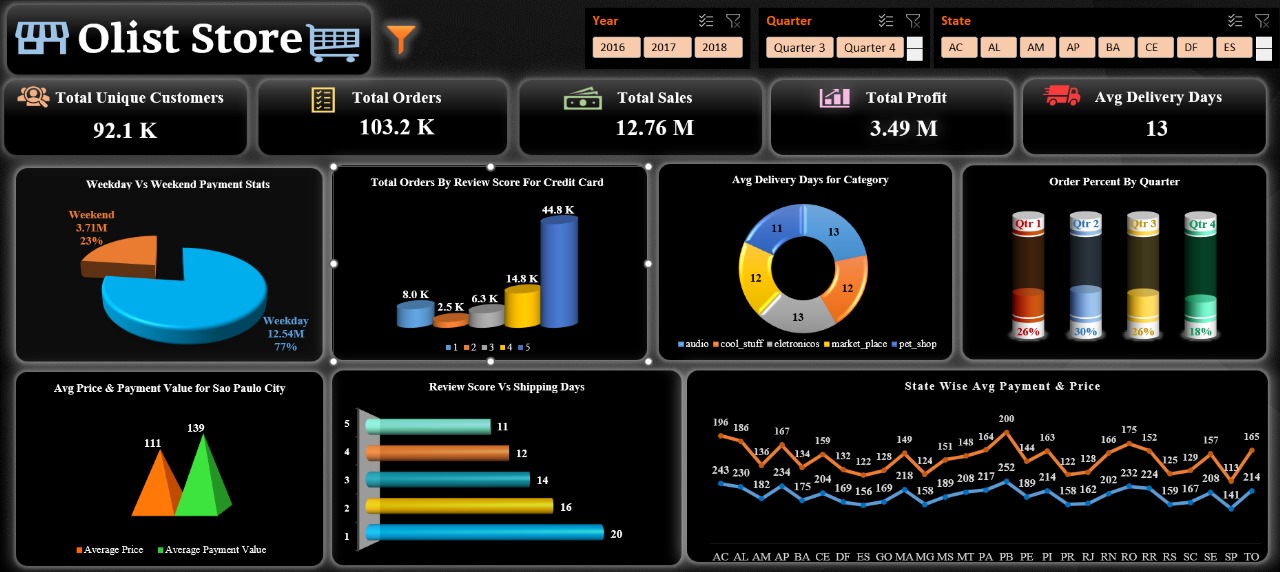 Olist Store
Year
2016 2017 2018
Quarter
Quarter 3 Quarter 4
State
AC AL AM AP BA CE DF ES
Total Unique Customers
92.1 K
Total Orders
103.2 K
Total Sales
12.76 M
Total Profit
3.49 M
Avg Delivery Days
13
Weekday Vs Weekend Payment Stats
Weekend
3.71M
23%
Weekday
12.54M
77%
Total Orders By Review Score For Credit Card
8.0 K 2.5 K 6.3 K 14.8 K 44.8 K
1 2 3 4 5
Avg Delivery Days for Category
11 13
12 12
13
audio cool_stuff eletronicos market_place pet_shop
Order Percent By Quarter
Qtr 1 Qtr 2 Qtr 3 Qtr 4
26% 30% 26% 18%
Avg Price & Payment Value for Sao Paulo City
111 139
Average Price Average Payment Value
Review Score Vs Shipping Days
5 11
4 12
3 14
2 16
1 20
State Wise Avg Payment & Price
196 186 136 167 134 159 132 122 128 149 124 151 148 164 200 144 163 122 128 166 175 152 125 129 157 113 165
243 230 182 234 175 204 169 156 169 218 158 189 208 217 252 189 214 158 162 202 232 224 159 167 208 141 214
AC AL AM AP BA CE DF ES GO MA MG MS MT PA PB PE PI PR RJ RN RO RR RS SC SE SP TO